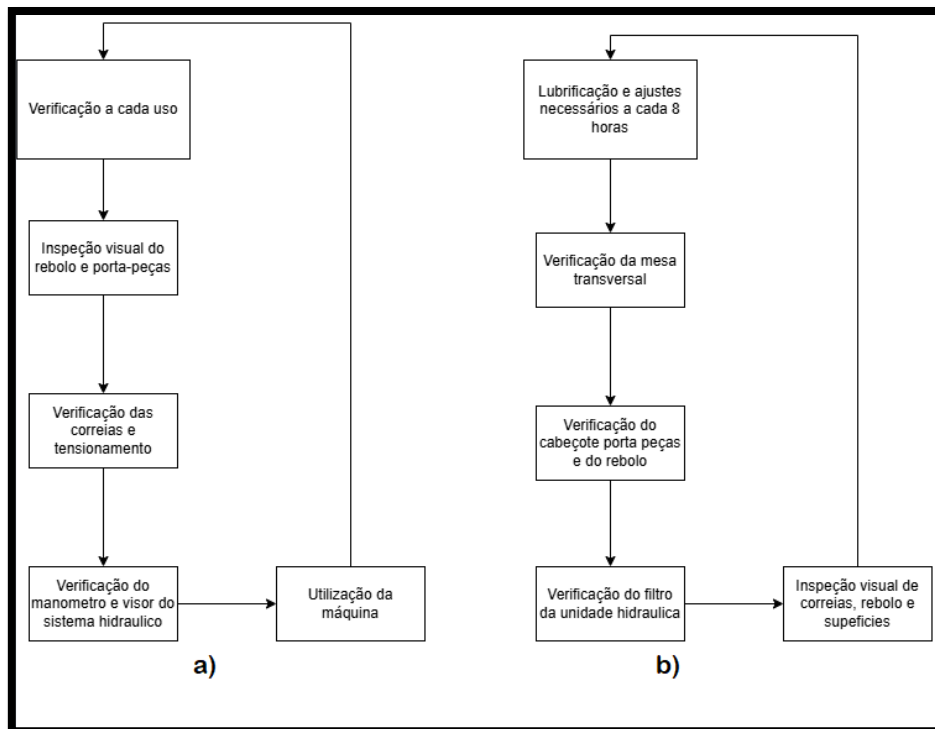 Verificação a cada uso
Inspeção visual do
rebolo e porta-peças
Verificação das
correias e
tensionamento
Verificação do
manometro e visor do
sistema hidraulico
Utilização da
máquina
a)
Lubrificação e ajustes
necessários a cada 8
horas
Verificação da mesa
transversal
Verificação do
cabeçote porta peças
e do rebolo
Verificação do filtro
da unidade hidraulica
Inspeção visual de
correias, rebolo e
supeficies
b)